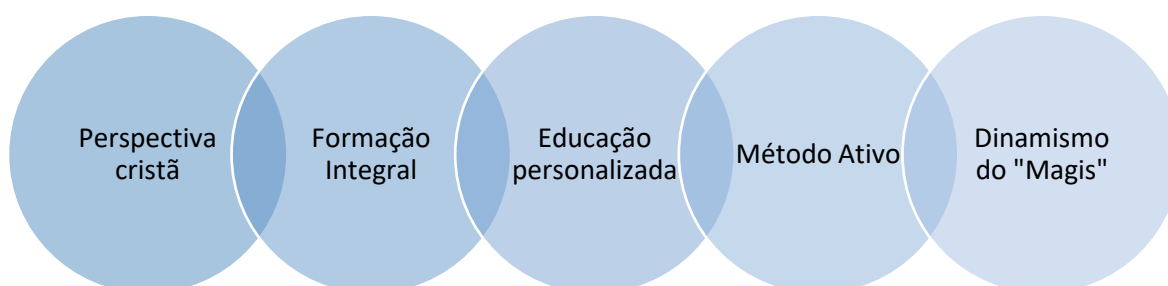 Perspectiva
cristã
Formação
Integral
Educação
personalizada
Método Ativo
Dinamismo
do "Magis"